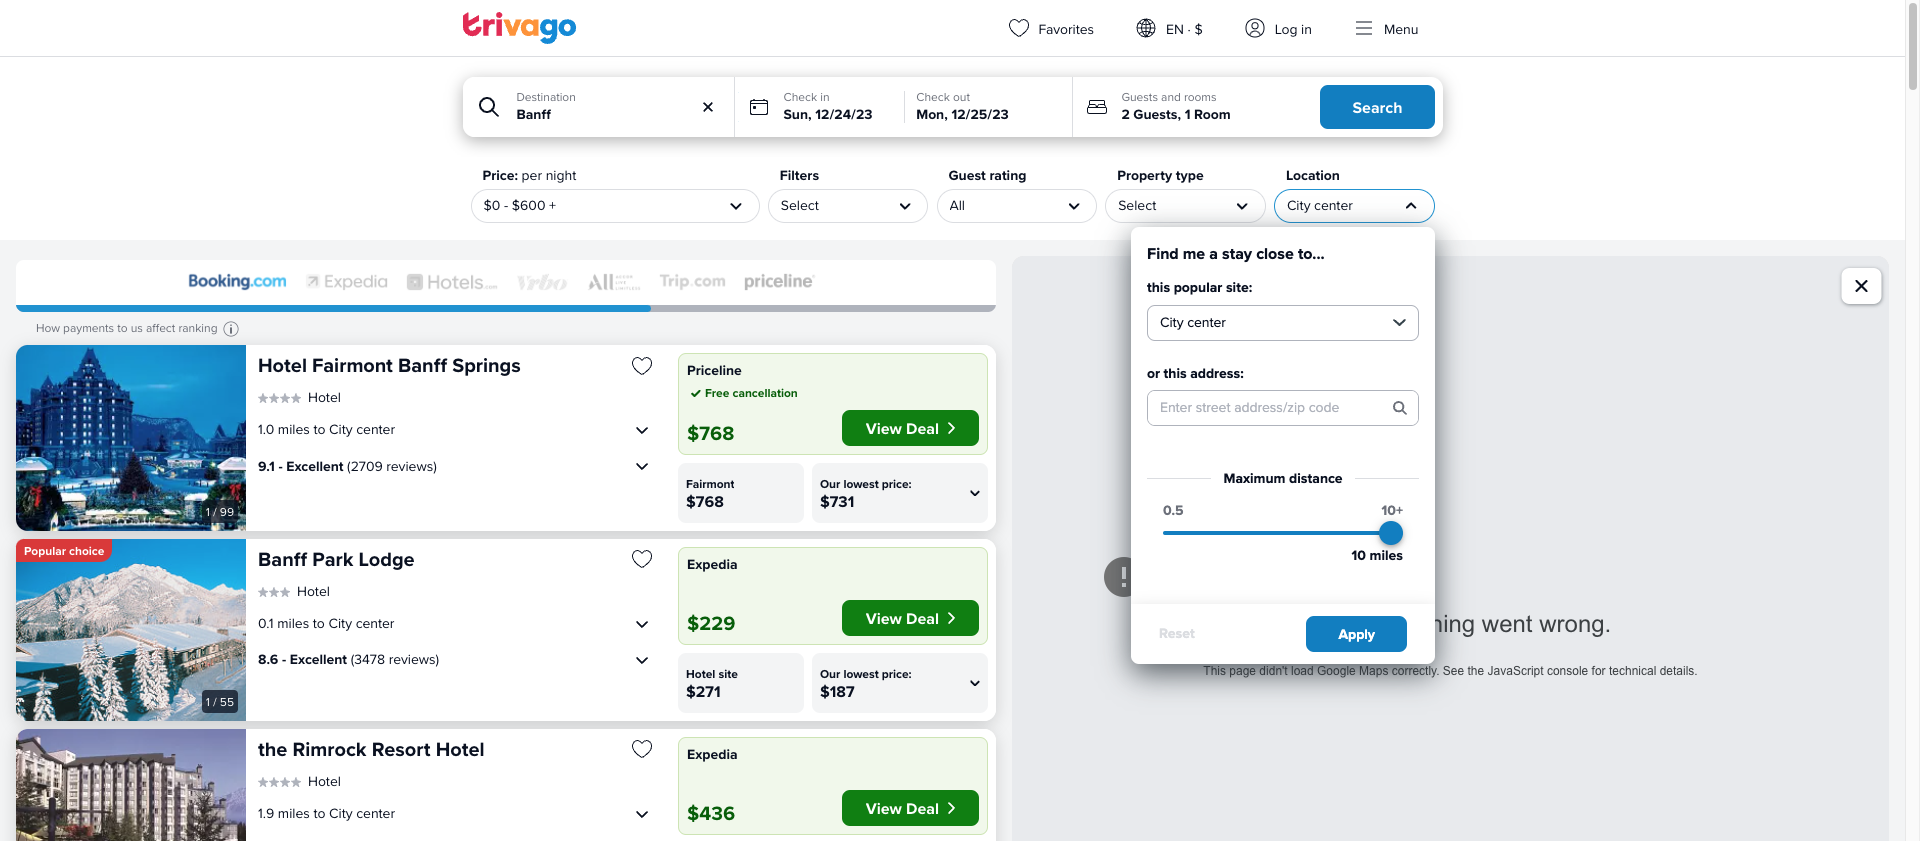 trivago
Favorites
EN · $
Log in
Menu
Destination
Banff
Check in
Sun, 12/24/23
Check out
Mon, 12/25/23
Guests and rooms
2 Guests, 1 Room
Search
Price: per night
$0 - $600 +
Filters
Select
Guest rating
All
Property type
Select
Location
City center
Find me a stay close to...
this popular site:
City center
or this address:
Enter street address/zip code
Maximum distance
0.5
10+
10 miles
Reset
Apply
Booking.com
Expedia
Hotels.com
Vrbo
All
Trip.com
priceline
How payments to us affect ranking
Hotel Fairmont Banff Springs
Hotel
1.0 miles to City center
9.1 - Excellent (2709 reviews)
1 / 99
Priceline
Free cancellation
$768
View Deal
Fairmont
$768
Our lowest price:
$731
Popular choice
Banff Park Lodge
Hotel
0.1 miles to City center
8.6 - Excellent (3478 reviews)
1 / 55
Expedia
$229
View Deal
Hotel site
$271
Our lowest price:
$187
the Rimrock Resort Hotel
Hotel
1.9 miles to City center
Expedia
$436
View Deal
hing went wrong.
This page didn't load Google Maps correctly. See the JavaScript console for technical details.